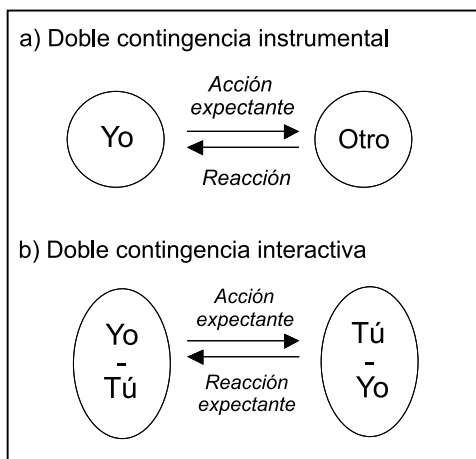 a) Doble contingencia instrumental
Acción
expectante
Yo
Otro
Reacción
b) Doble contingencia interactiva
Acción
expectante
Yo
-
Tú
Tú
-
Yo
Reacción
expectante